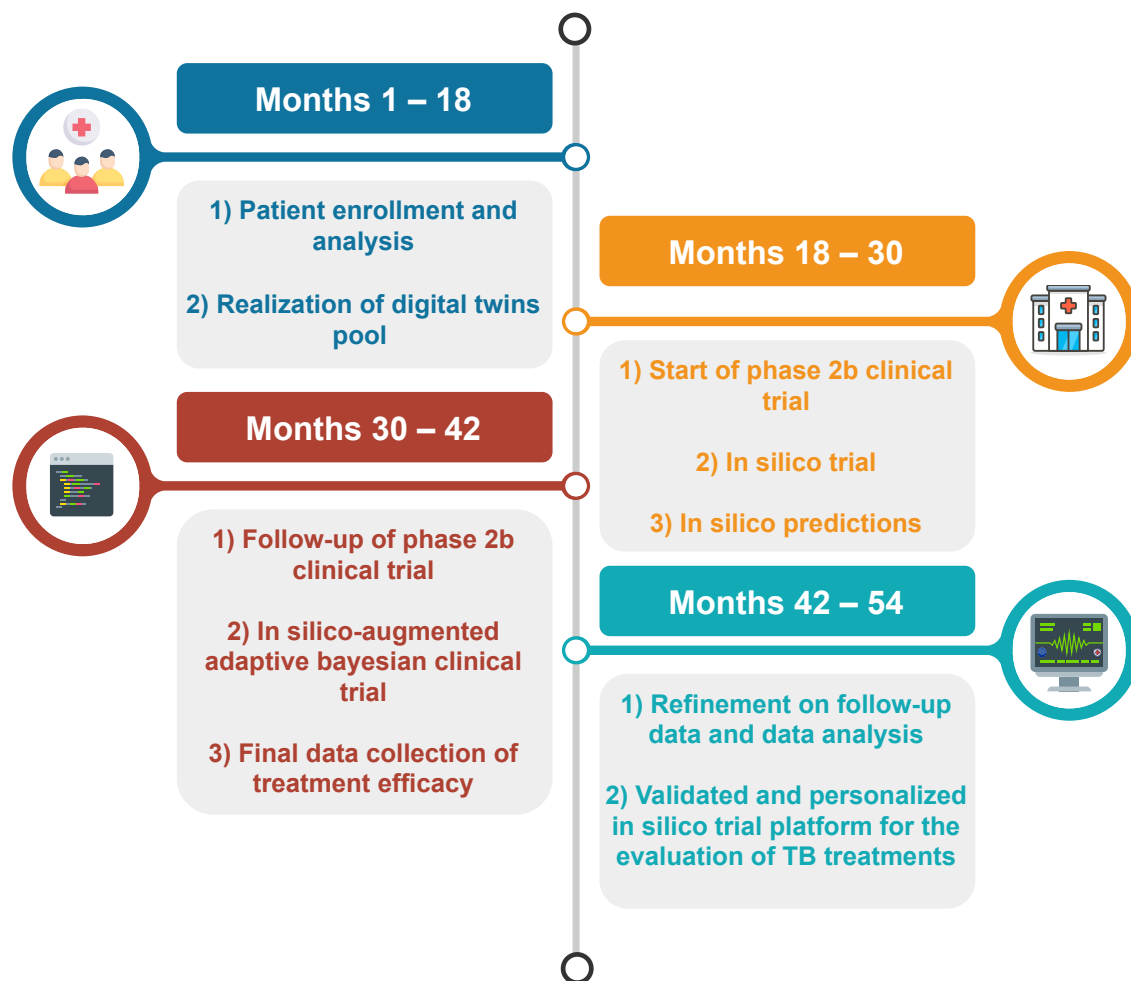 Months 1 – 18
1) Patient enrollment and
analysis
2) Realization of digital twins
pool
Months 18 – 30
1) Start of phase 2b clinical
trial
2) In silico trial
3) In silico predictions
Months 30 – 42
1) Follow-up of phase 2b
clinical trial
2) In silico-augmented
adaptive bayesian clinical
trial
3) Final data collection of
treatment efficacy
Months 42 – 54
1) Refinement on follow-up
data and data analysis
2) Validated and personalized
in silico trial platform for the
evaluation of TB treatments